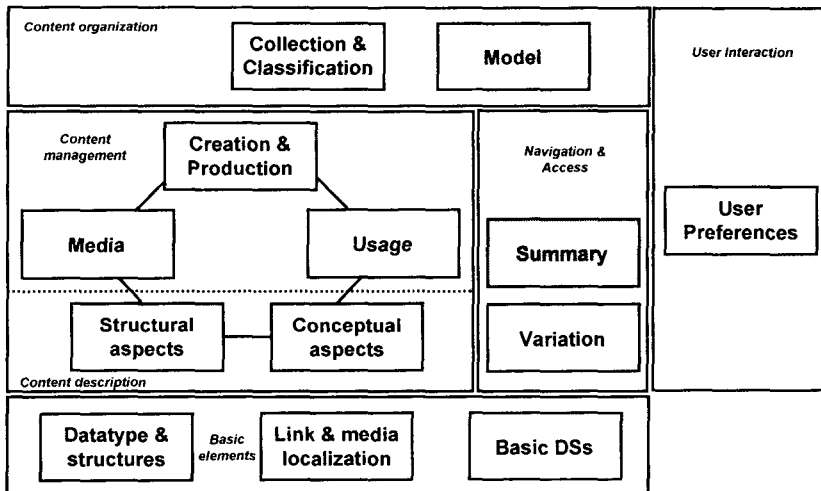 Content organization
Collection &
Classification
Model
User Interaction
Content
management
Creation &
Production
Navigation &
Access
Media
Usage
User
Preferences
Summary
Structural
aspects
Conceptual
aspects
Variation
Content description
Datatype &
structures
Basic
elements
Link & media
localization
Basic DSs